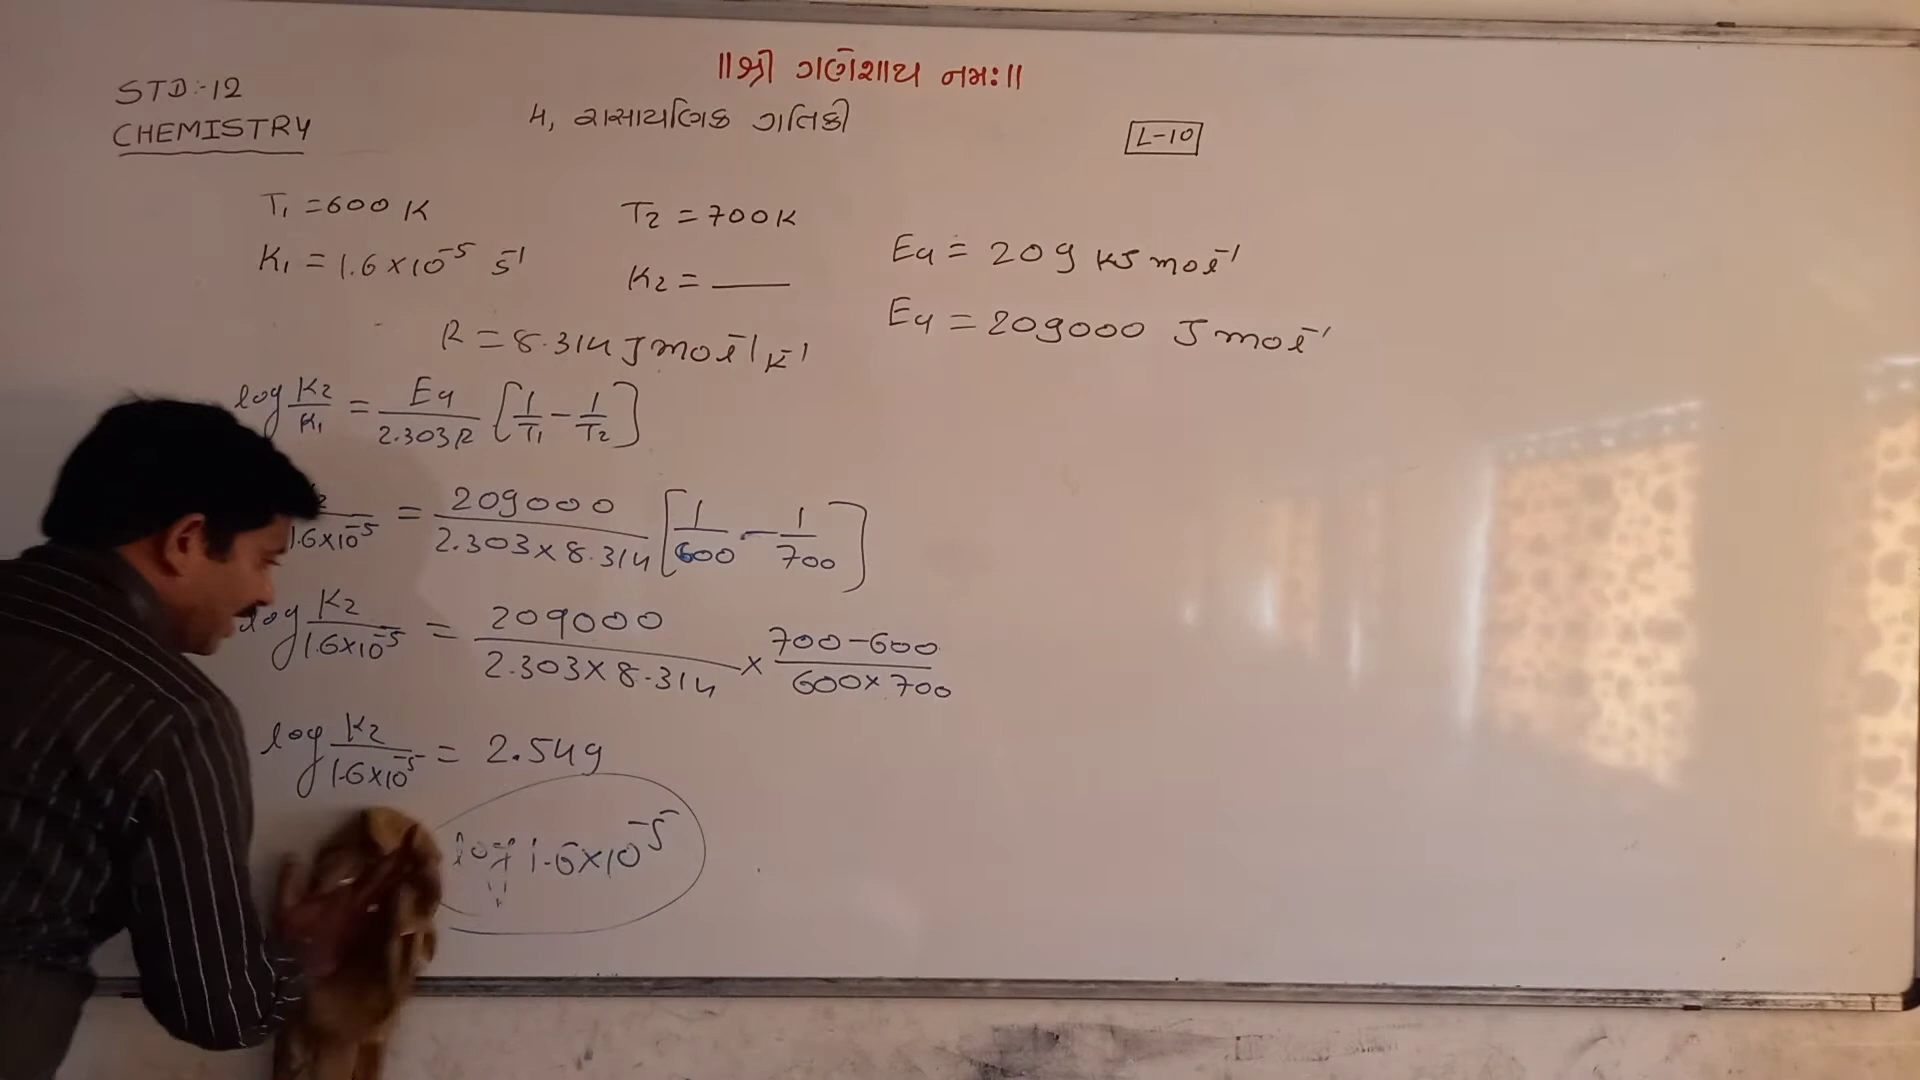 ॥શ્રી ગણેશાય નમઃ॥
STD:-12
CHEMISTRY
૪, રાસાયણિક ગતિકી
L-10
T₁ = 600 K
T₂ = 700K
Ea = 209 KJ mol⁻¹
K₁ = 1.6 × 10⁻⁵ s⁻¹
K₂ = ___
Ea = 209000 J mol⁻¹
R = 8.314 J mol⁻¹ K⁻¹
log K₂/K₁ = Ea/2.303R [1/T₁ − 1/T₂]
1.6×10⁻⁵ = 209000/2.303×8.314 [1/600 − 1/700]
log K₂/1.6×10⁻⁵ = 209000/2.303×8.314 × 700−600/600×700
log K₂/1.6×10⁻⁵ = 2.549
log 1.6×10⁻⁵